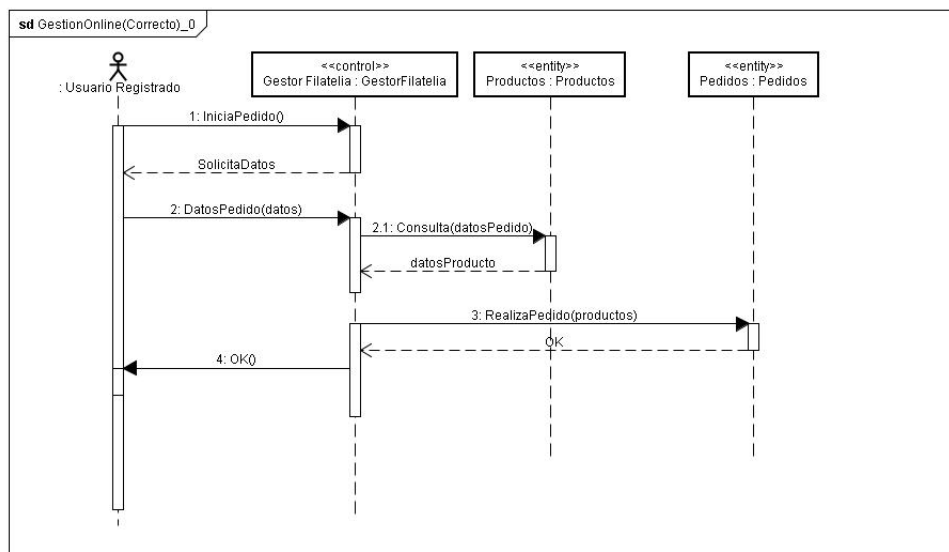 sd GestionOnline(Correcto)_0
: Usuario Registrado
<<control>>
Gestor Filatelia : GestorFilatelia
<<entity>>
Productos : Productos
<<entity>>
Pedidos : Pedidos
1: IniciaPedido()
SolicitaDatos
2: DatosPedido(datos)
2.1: Consulta(datosPedido)
datosProducto
3: RealizaPedido(productos)
OK
4: OK()